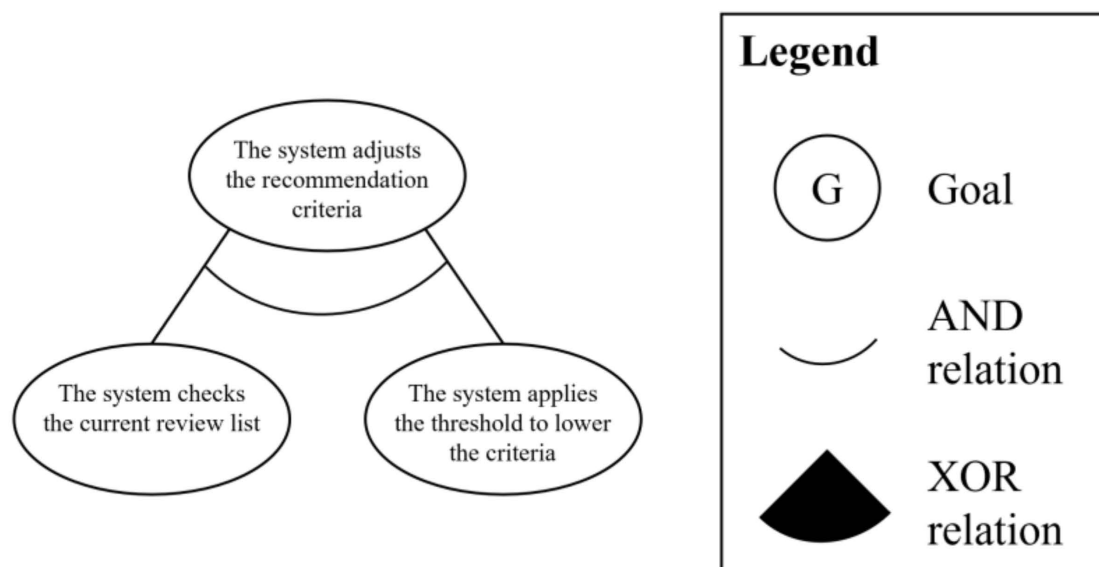 The system adjusts
the recommendation
criteria
The system checks
the current review list
The system applies
the threshold to lower
the criteria
Legend
G
Goal
AND
relation
XOR
relation